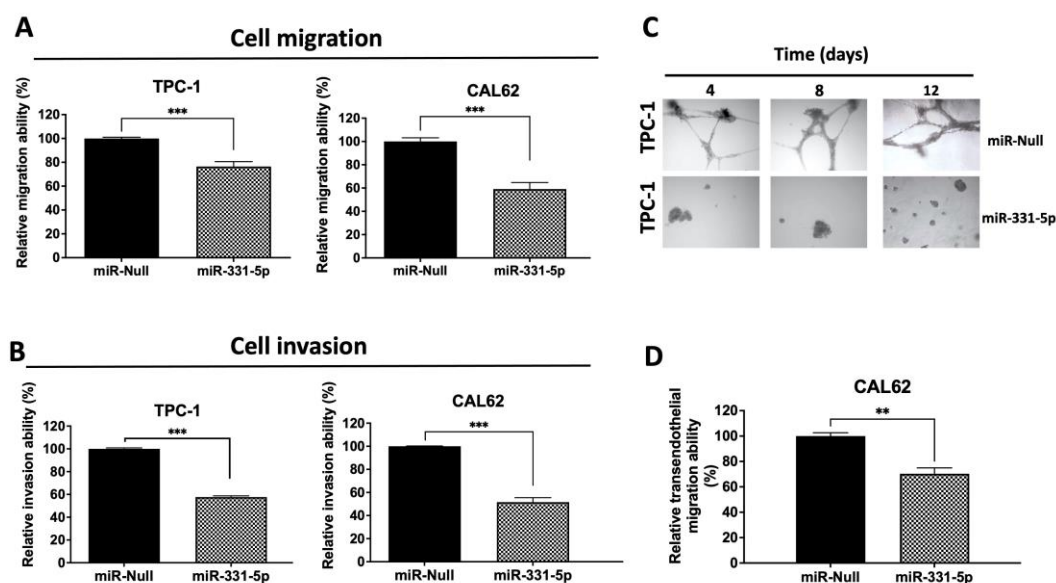 A
Cell migration
TPC-1
Relative migration ability (%)
120
100
80
60
40
20
0
***
miR-Null
miR-331-5p
CAL62
Relative migration ability (%)
120
100
80
60
40
20
0
***
miR-Null
miR-331-5p
C
Time (days)
4
8
12
TPC-1
miR-Null
TPC-1
miR-331-5p
B
Cell invasion
TPC-1
Relative invasion ability (%)
120
100
80
60
40
20
0
***
miR-Null
miR-331-5p
CAL62
Relative invasion ability (%)
120
100
80
60
40
20
0
***
miR-Null
miR-331-5p
D
CAL62
Relative transendothelial
migration ability
(%)
120
100
80
60
40
20
0
**
miR-Null
miR-331-5p